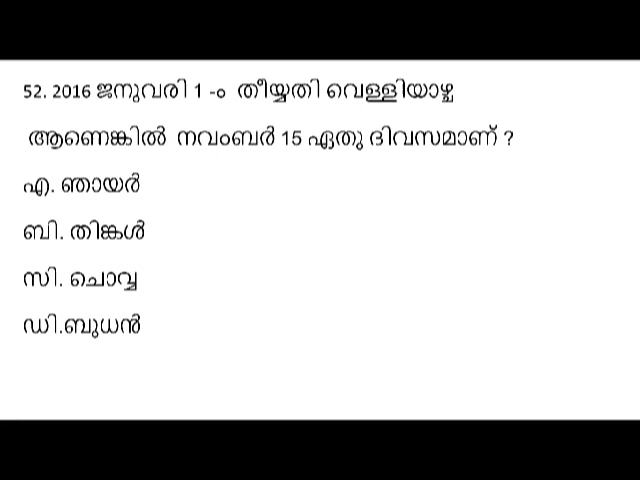 52. 2016 ജനുവരി 1 -ം തീയ്യതി വെള്ളിയാഴ്ച
ആണെങ്കിൽ നവംബർ 15 ഏതു ദിവസമാണ് ?
എ. ഞായർ
ബി. തിങ്കൾ
സി. ചൊവ്വ
ഡി.ബുധൻ